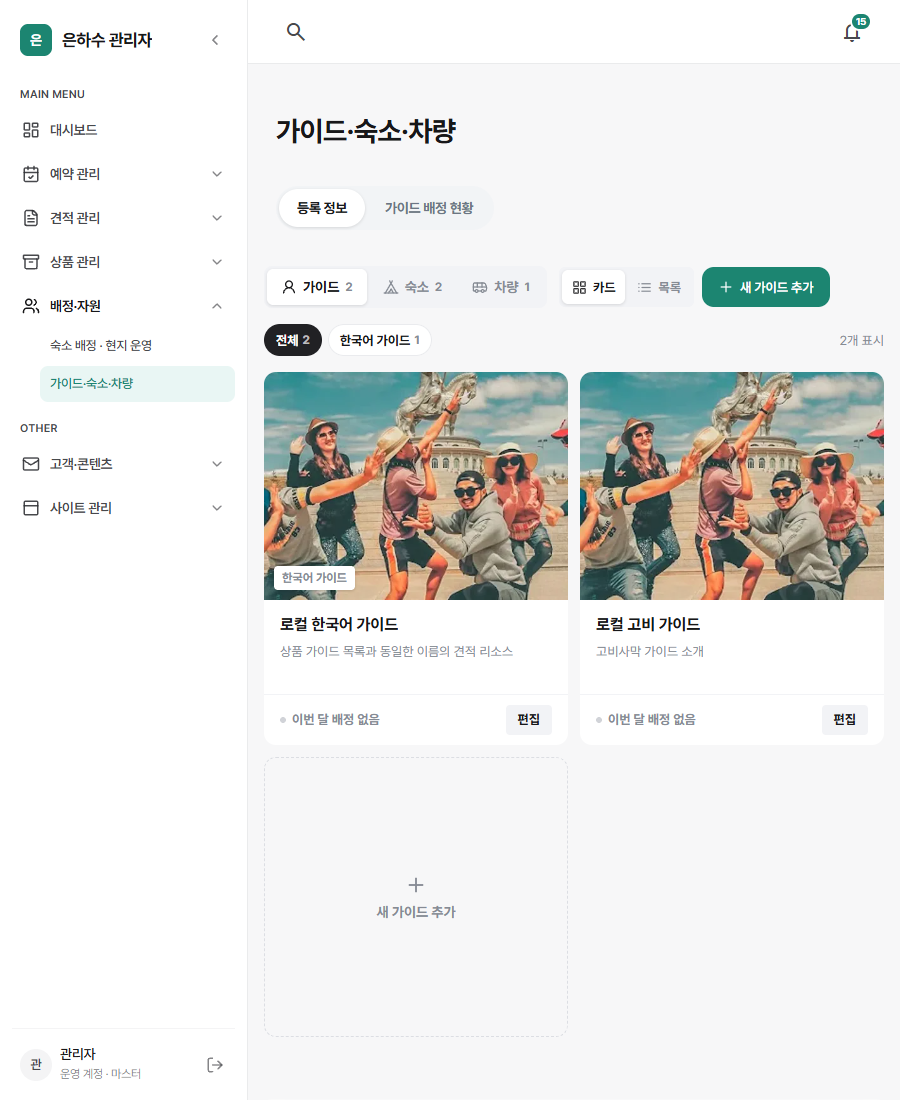 은 은하수 관리자
15
MAIN MENU
대시보드
예약 관리
견적 관리
상품 관리
배정·자원
숙소 배정 · 현지 운영
가이드·숙소·차량
OTHER
고객·콘텐츠
사이트 관리
관 관리자
운영 계정 · 마스터
가이드·숙소·차량
등록 정보 가이드 배정 현황
가이드 2 숙소 2 차량 1 카드 목록 새 가이드 추가
전체 2 한국어 가이드 1 2개 표시
한국어 가이드
로컬 한국어 가이드
상품 가이드 목록과 동일한 이름의 견적 리소스
이번 달 배정 없음 편집
로컬 고비 가이드
고비사막 가이드 소개
이번 달 배정 없음 편집
새 가이드 추가